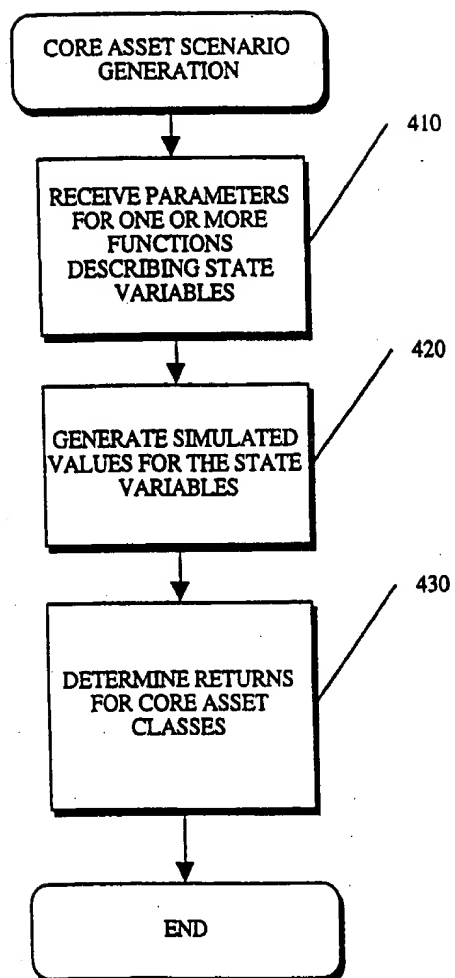 CORE ASSET SCENARIO
GENERATION
410
RECEIVE PARAMETERS
FOR ONE OR MORE
FUNCTIONS
DESCRIBING STATE
VARIABLES
420
GENERATE SIMULATED
VALUES FOR THE STATE
VARIABLES
430
DETERMINE RETURNS
FOR CORE ASSET
CLASSES
END